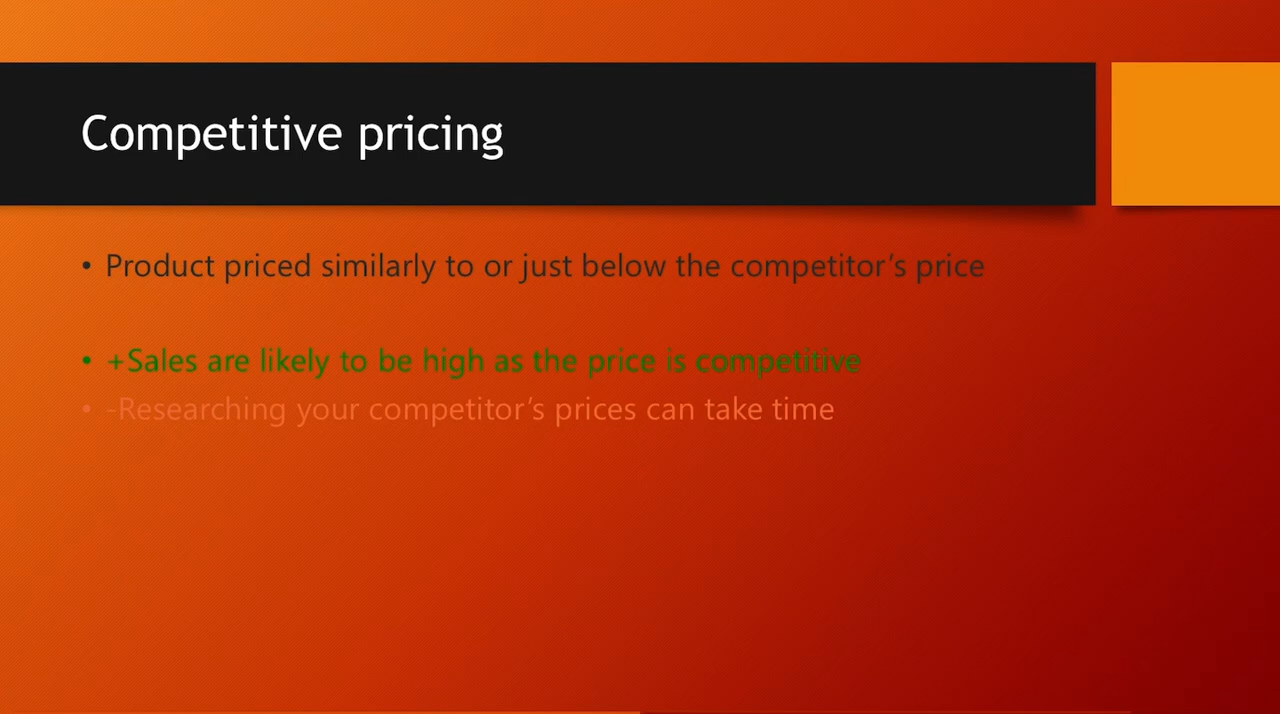 Competitive pricing
• Product priced similarly to or just below the competitor’s price
• +Sales are likely to be high as the price is competitive
• -Researching your competitor’s prices can take time